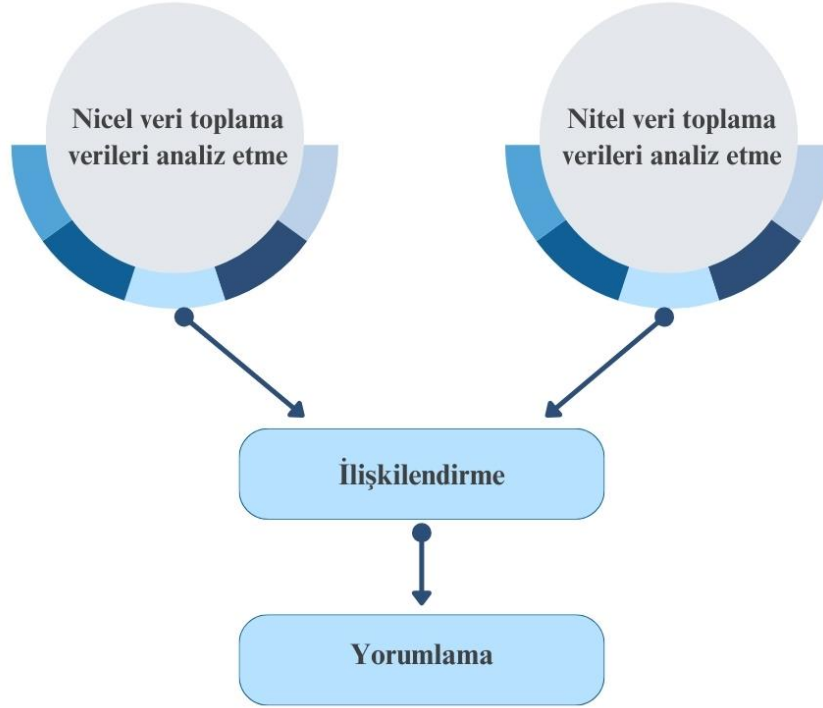 Nicel veri toplama
verileri analiz etme
Nitel veri toplama
verileri analiz etme
İlişkilendirme
Yorumlama